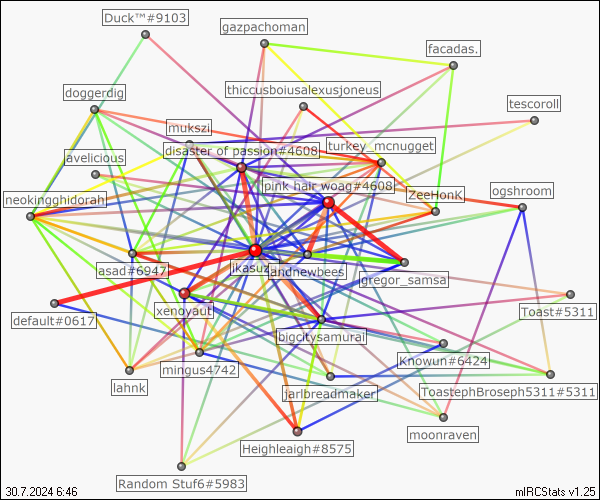 Duck™#9103
gazpachoman
facadas.
doggerdig
thiccusboiusalexusjoneus
tescoroll
mukszi
turkey_mcnugget
disaster of passion#4608
avelicious
pink hair woag#4608
neokingghidorah
ZeeHonK
ogshroom
asad#6947
ikasuz
andnewbees
gregor_samsa
default#0617
xenoyaut
Toast#5311
bigcitysamurai
mingus4742
Knowun#6424
lahnk
jarlbreadmaker
ToastephBroseph5311#5311
moonraven
Heighleaigh#8575
Random Stuf6#5983
30.7.2024 6:46
mIRCStats v1.25